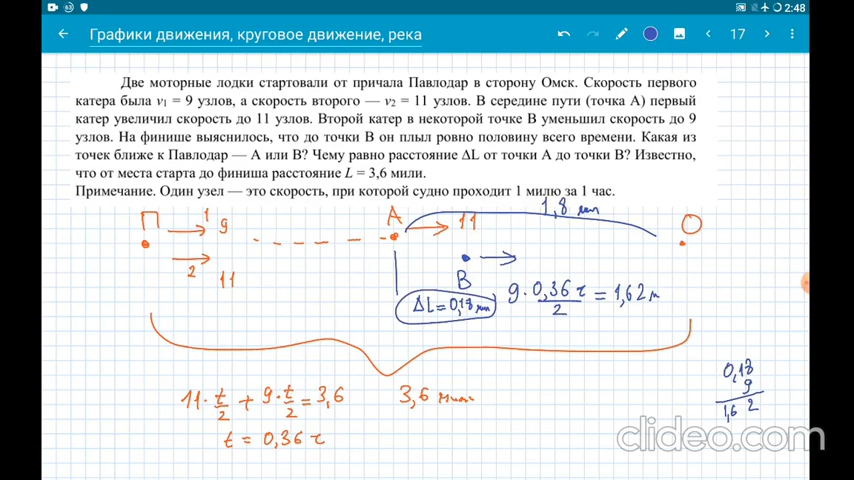 63
2:48
Графики движения, круговое движение, река
17
Две моторные лодки стартовали от причала Павлодар в сторону Омск. Скорость первого
катера была v₁ = 9 узлов, а скорость второго — v₂ = 11 узлов. В середине пути (точка А) первый
катер увеличил скорость до 11 узлов. Второй катер в некоторой точке В уменьшил скорость до 9
узлов. На финише выяснилось, что до точки В он плыл ровно половину всего времени. Какая из
точек ближе к Павлодар — А или В? Чему равно расстояние ΔL от точки А до точки В? Известно,
что от места старта до финиша расстояние L = 3,6 мили.
Примечание. Один узел — это скорость, при которой судно проходит 1 милю за 1 час.
1,8 мил
П 1 9 А 11 О
2 11 В
ΔL = 0,18 мил 9 · 0,36 ч / 2 = 1,62 м
11 · t/2 + 9 · t/2 = 3,6 3,6 мил
t = 0,36 ч
0,18
9
1,62
clideo.com